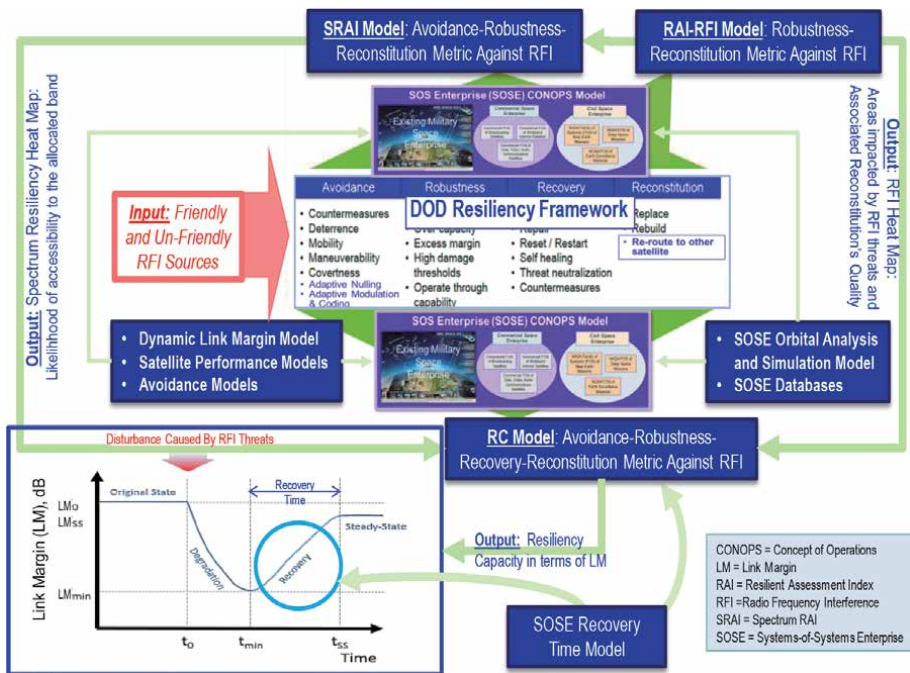 SRAI Model: Avoidance-Robustness-
Reconstitution Metric Against RFI
RAI-RFI Model: Robustness-
Reconstitution Metric Against RFI
Output: Spectrum Resiliency Heat Map:
Likelihood of accessibility to the allocated band
Output: RFI Heat Map:
Areas impacted by RFI threats and
Associated Reconstitution's Quality
SOS Enterprise (SOSE) CONOPS Model
Existing Military
Space
Enterprise
Commercial Space
Enterprise
Civil Space
Enterprise
Input: Friendly
and Un-Friendly
RFI Sources
Avoidance
Robustness
Recovery
Reconstitution
DOD Resiliency Framework
• Countermeasures
• Deterrence
• Mobility
• Maneuverability
• Covertness
• Adaptive Nulling
• Adaptive Modulation
& Coding
• Over capacity
• Excess margin
• High damage
thresholds
• Operate through
capability
• Repair
• Reset / Restart
• Self healing
• Threat neutralization
• Countermeasures
Replace
Rebuild
• Re-route to other
satellite
SOS Enterprise (SOSE) CONOPS Model
Existing Military
Space
Enterprise
Commercial Space
Enterprise
Civil Space
Enterprise
• Dynamic Link Margin Model
• Satellite Performance Models
• Avoidance Models
• SOSE Orbital Analysis
and Simulation Model
• SOSE Databases
RC Model: Avoidance-Robustness-
Recovery-Reconstitution Metric Against RFI
Disturbance Caused By RFI Threats
Link Margin (LM), dB
Original State
Recovery
Time
LMo
LMss
Steady-State
Degradation
Recovery
LMmin
to
tmin
tss
Time
Output: Resiliency
Capacity in terms of LM
SOSE Recovery
Time Model
CONOPS = Concept of Operations
LM = Link Margin
RAI = Resilient Assessment Index
RFI =Radio Frequency Interference
SRAI = Spectrum RAI
SOSE = Systems-of-Systems Enterprise